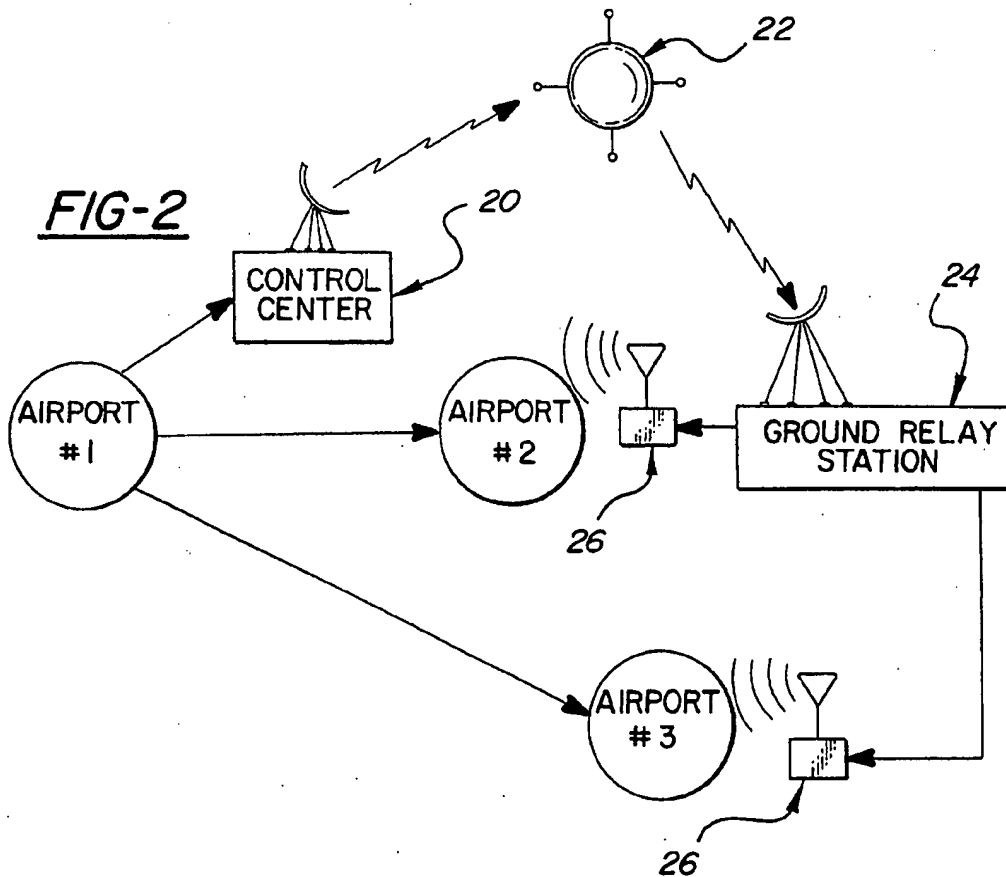 22
FIG-2
20
CONTROL
CENTER
24
AIRPORT
#1
AIRPORT
#2
GROUND RELAY
STATION
26
AIRPORT
#3
26